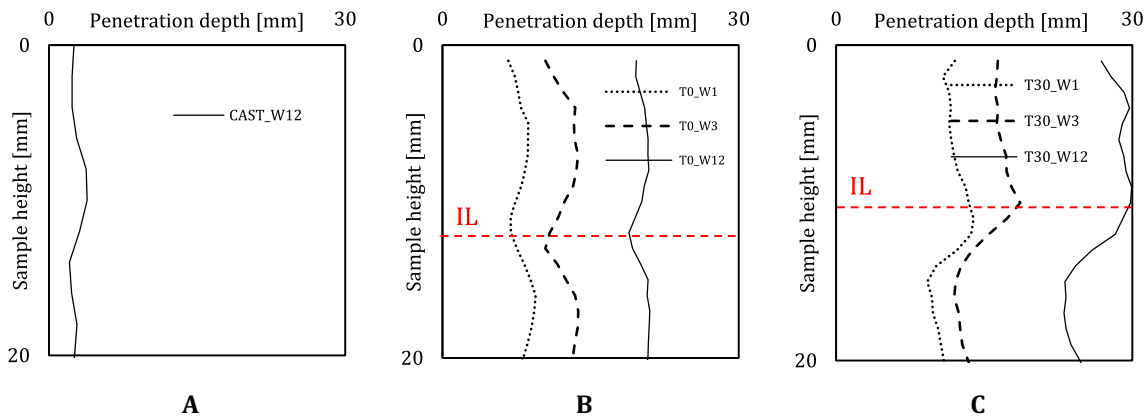 0 Penetration depth [mm] 30
0
Sample height [mm]
20
CAST_W12
A
0 Penetration depth [mm] 30
0
Sample height [mm]
20
T0_W1
T0_W3
T0_W12
IL
B
0 Penetration depth [mm] 30
0
Sample height [mm]
20
T30_W1
T30_W3
T30_W12
IL
C